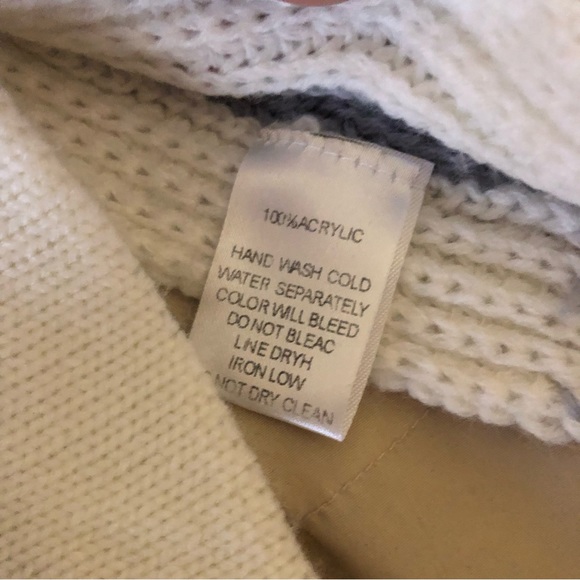 100%ACRYLIC
HAND WASH COLD
WATER SEPARATELY
COLOR WILL BLEED
DO NOT BLEAC
LINE DRYH
IRON LOW
NOT DRY CLEAN